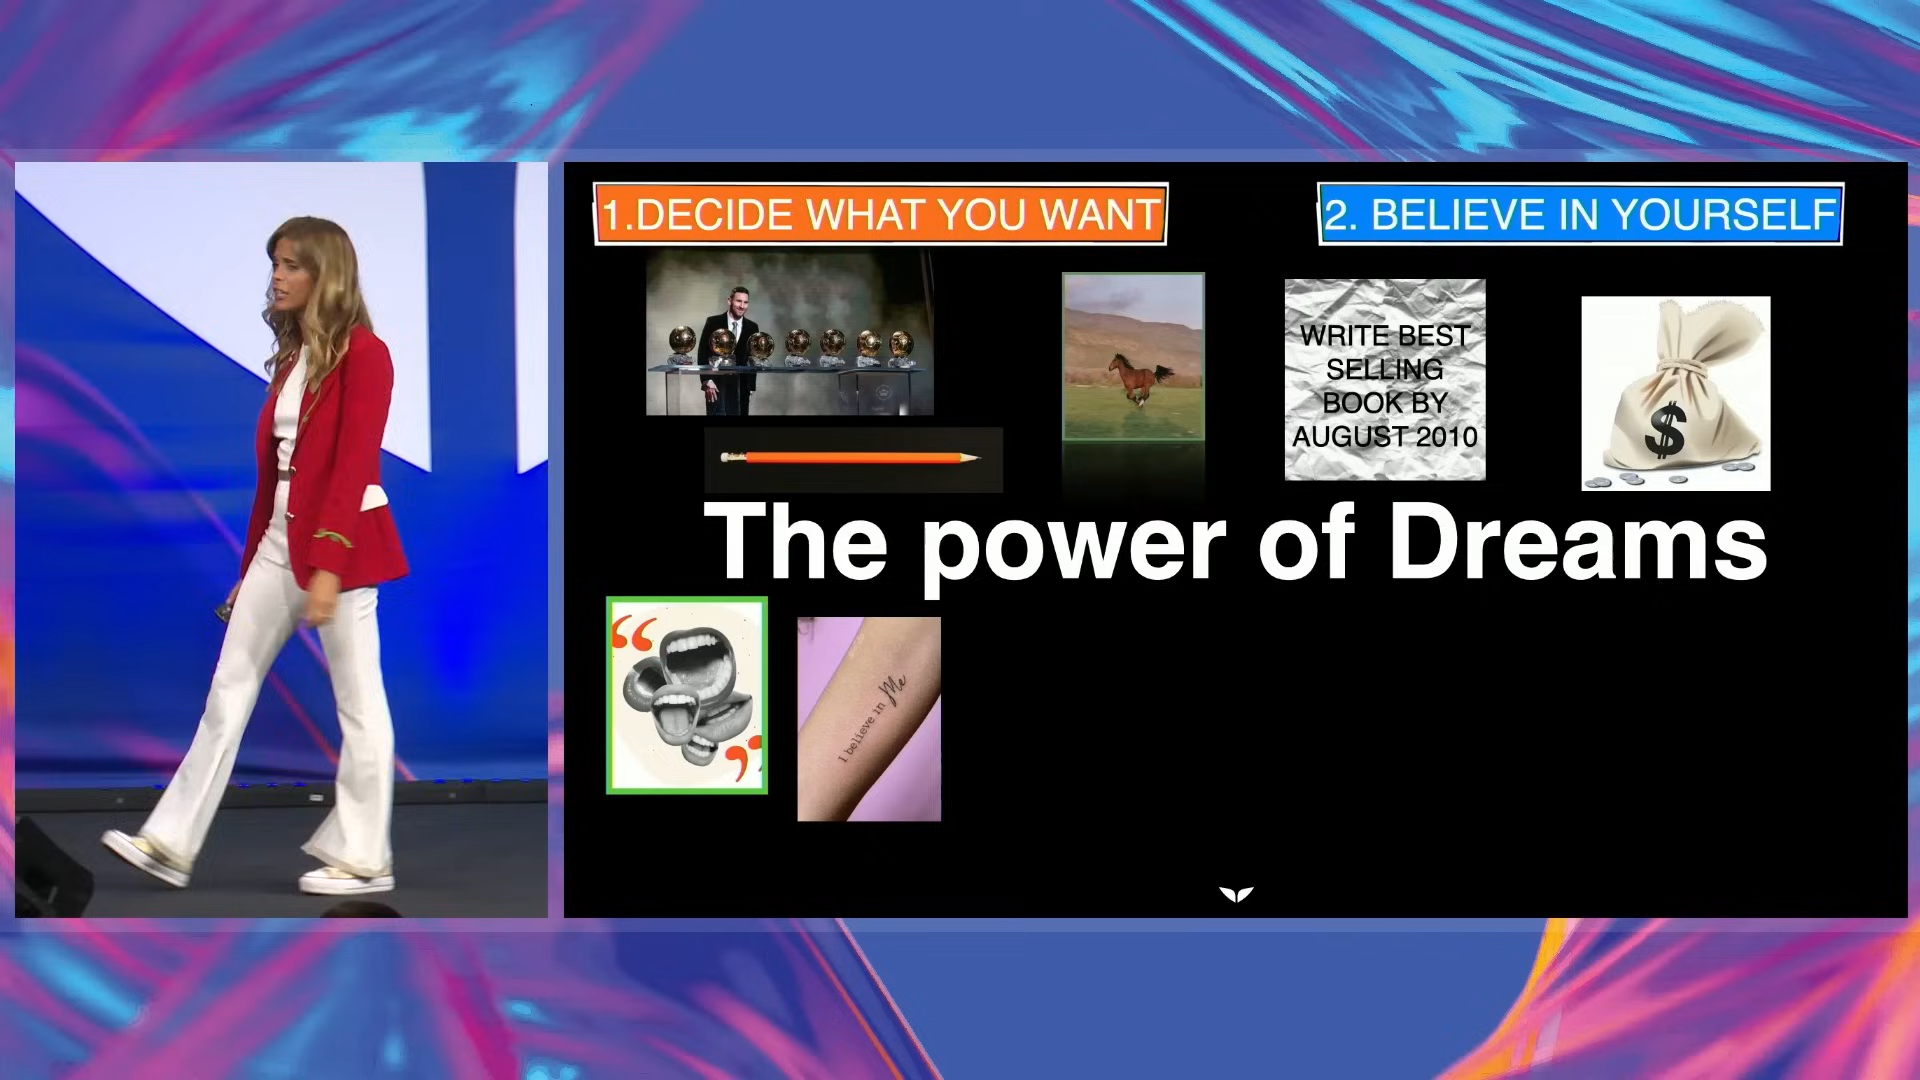 1.DECIDE WHAT YOU WANT
2. BELIEVE IN YOURSELF
WRITE BEST
SELLING
BOOK BY
AUGUST 2010
$
The power of Dreams
“
”
I believe in Me